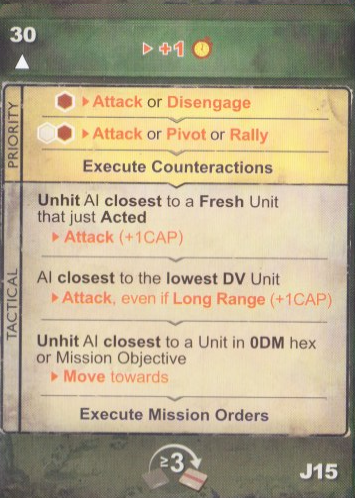 30
+1
Attack or Disengage
Attack or Pivot or Rally
Execute Counteractions
PRIORITY
Unhit AI closest to a Fresh Unit
that just Acted
Attack (+1CAP)
AI closest to the lowest DV Unit
Attack, even if Long Range (+1CAP)
Unhit AI closest to a Unit in 0DM hex
or Mission Objective
Move towards
Execute Mission Orders
TACTICAL
≥3
J15